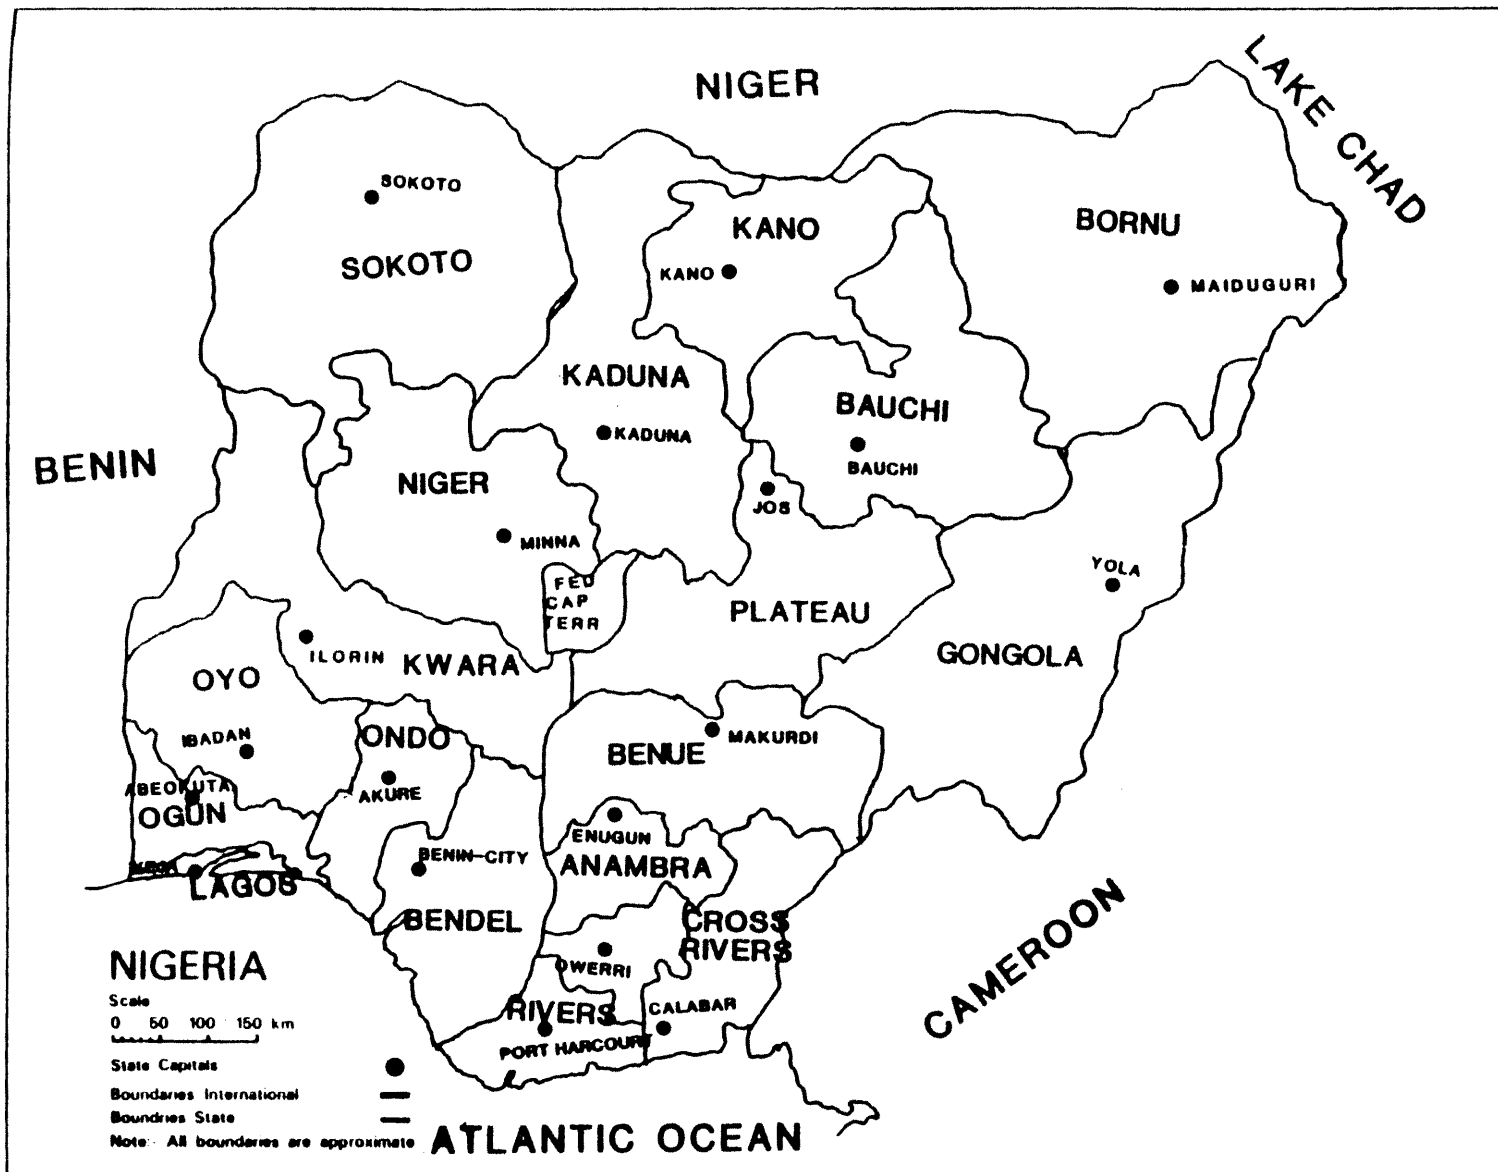 NIGER
LAKE CHAD
SOKOTO
SOKOTO
KANO
KANO
BORNU
MAIDUGURI
KADUNA
KADUNA
BAUCHI
BAUCHI
BENIN
NIGER
MINNA
JOS
FED
CAP
TERR
PLATEAU
YOLA
GONGOLA
ILORIN
KWARA
OYO
IBADAN
ONDO
AKURE
BENUE
MAKURDI
ABEOKUTA
OGUN
ENUGUN
ANAMBRA
BENIN-CITY
LAGOS
BENDEL
CROSS
RIVERS
OWERRI
RIVERS
CALABAR
PORT HARCOURT
CAMEROON
NIGERIA
Scale
0 50 100 150 km
State Capitals
Boundaries International
Boundries State
Note:- All boundaries are approximate
ATLANTIC OCEAN